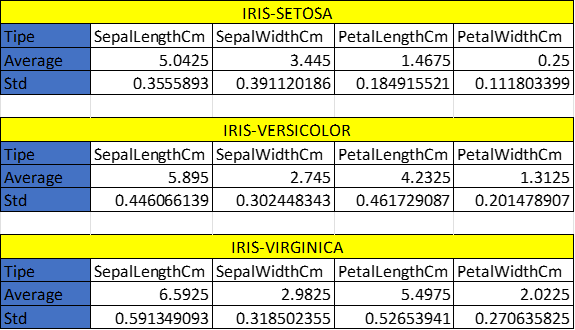 IRIS-SETOSA
Tipe SepalLengthCm SepalWidthCm PetalLengthCm PetalWidthCm
Average 5.0425 3.445 1.4675 0.25
Std 0.3555893 0.391120186 0.184915521 0.111803399
IRIS-VERSICOLOR
Tipe SepalLengthCm SepalWidthCm PetalLengthCm PetalWidthCm
Average 5.895 2.745 4.2325 1.3125
Std 0.446066139 0.302448343 0.461729087 0.201478907
IRIS-VIRGINICA
Tipe SepalLengthCm SepalWidthCm PetalLengthCm PetalWidthCm
Average 6.5925 2.9825 5.4975 2.0225
Std 0.591349093 0.318502355 0.52653941 0.270635825